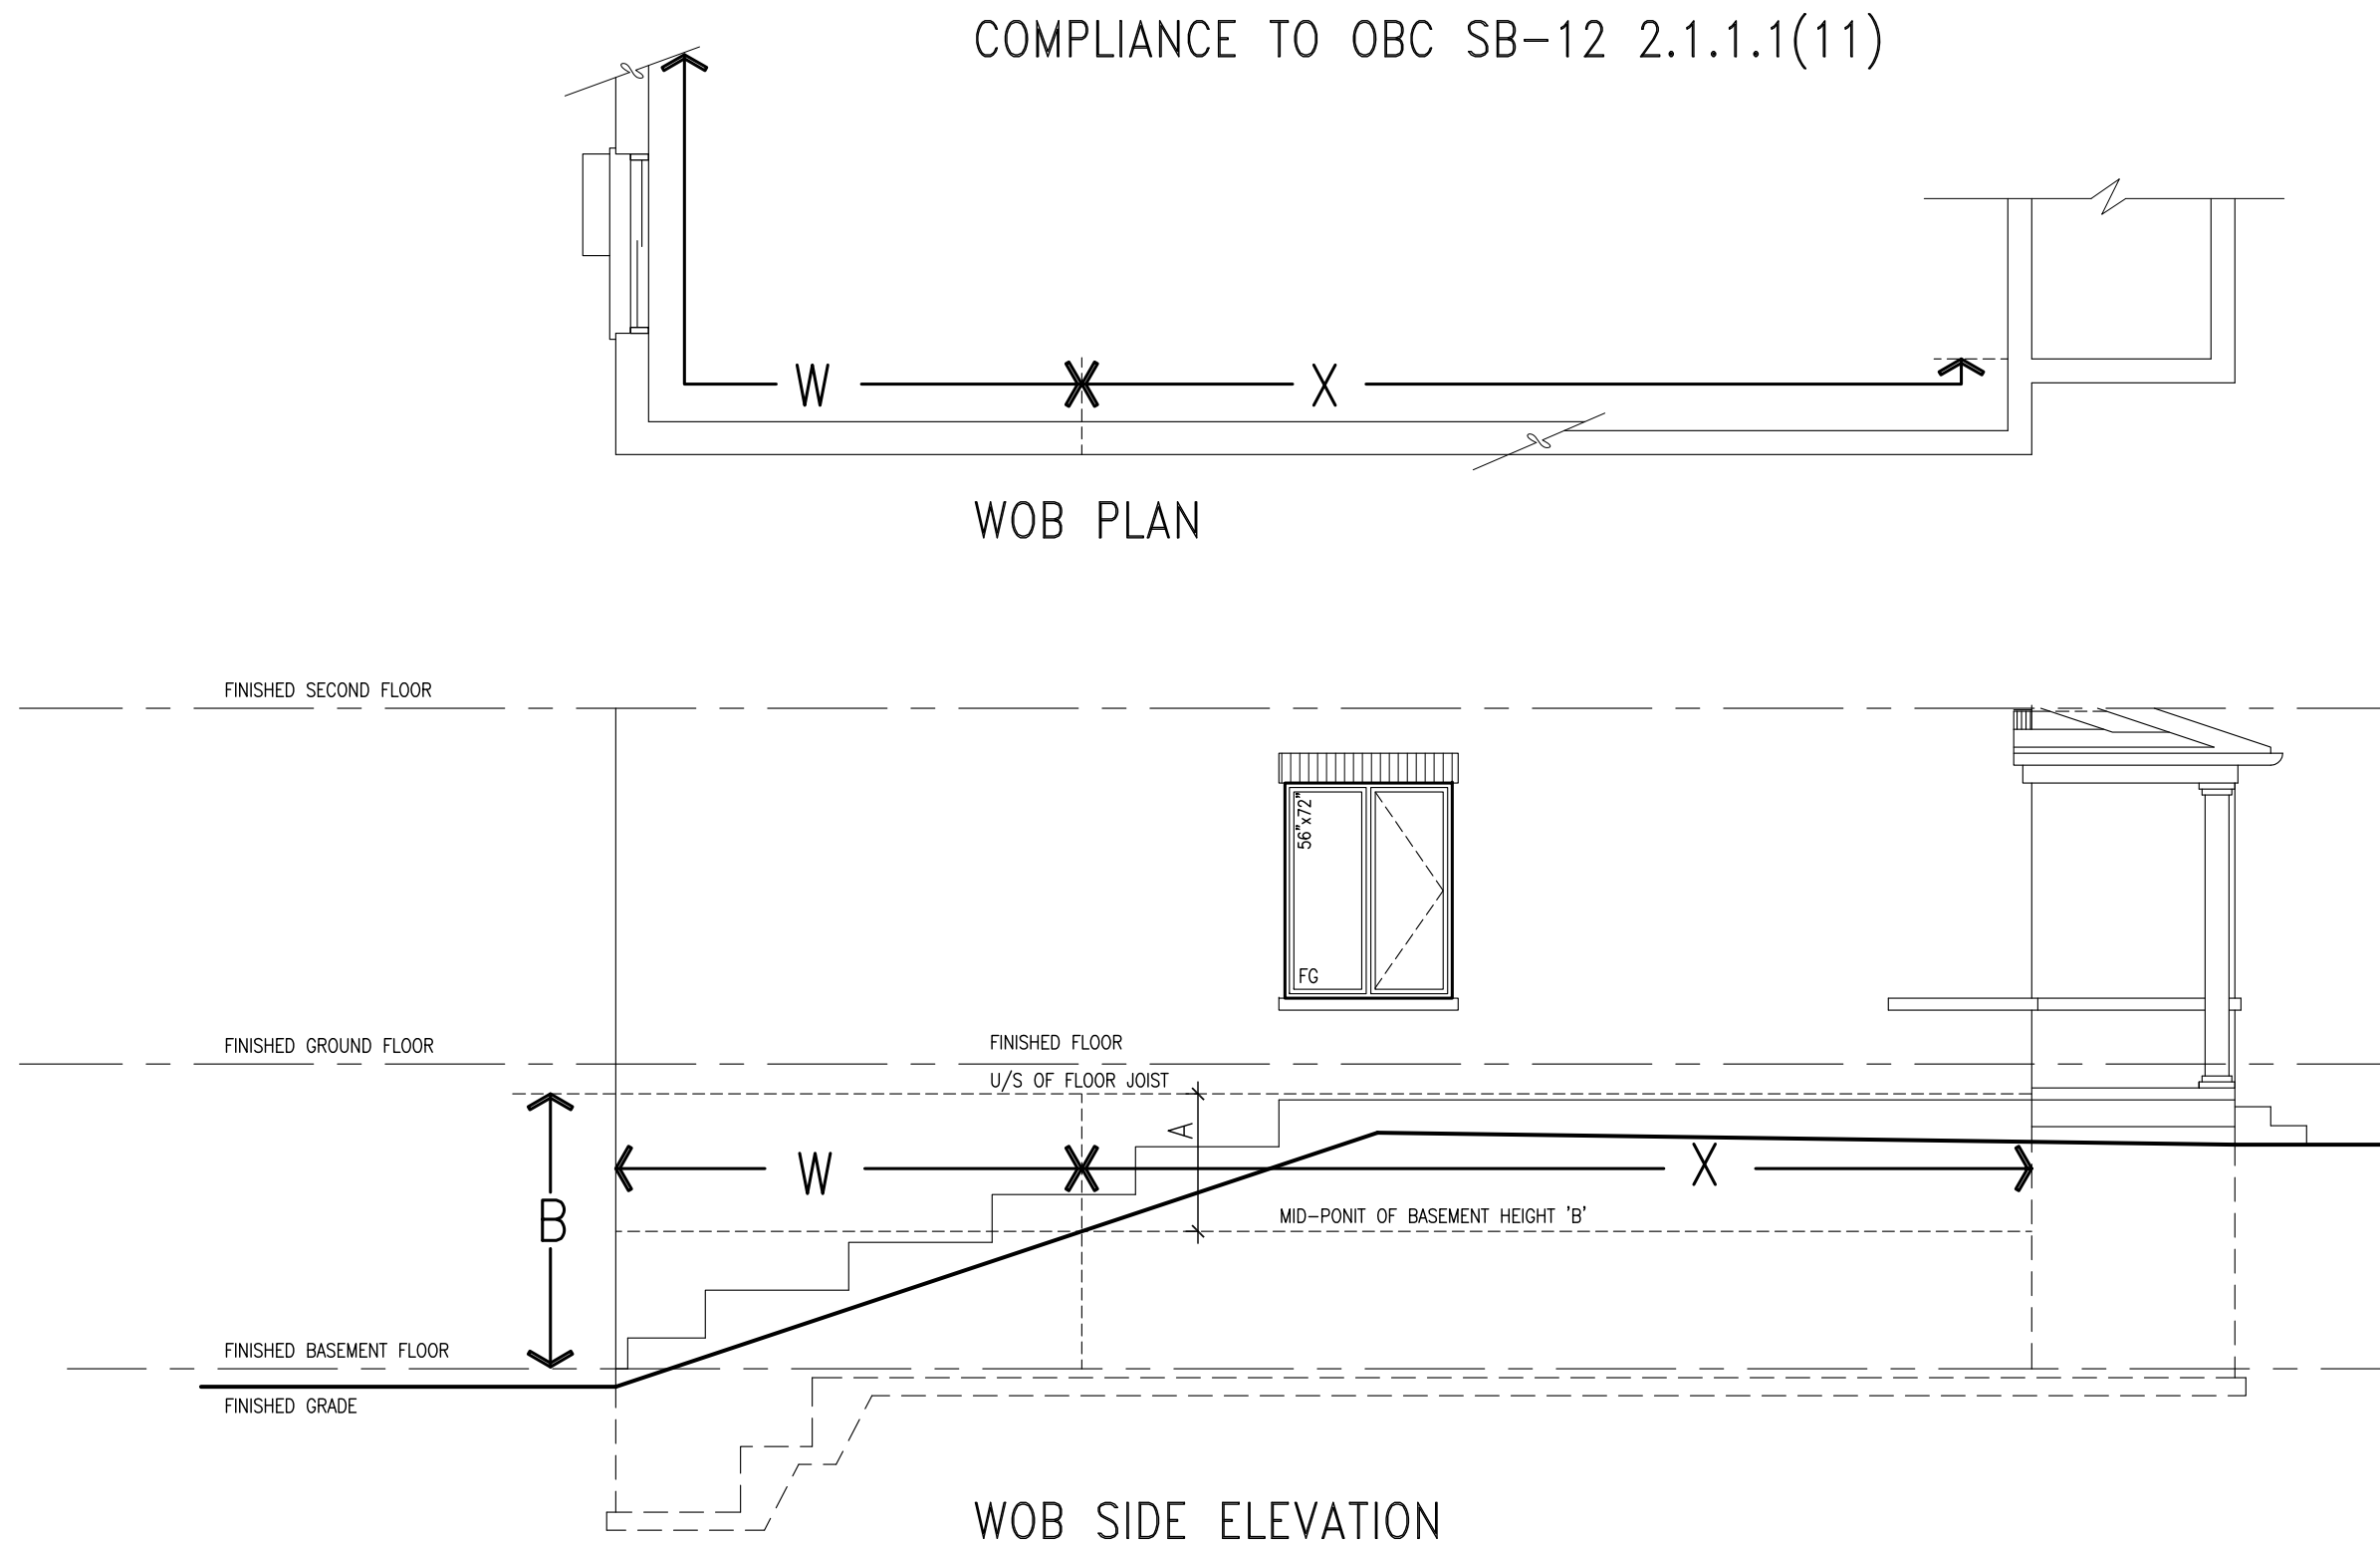 COMPLIANCE TO OBC SB-12 2.1.1.1(11)
W
X
WOB PLAN
FINISHED SECOND FLOOR
56"x72"
FG
FINISHED GROUND FLOOR
FINISHED FLOOR
U/S OF FLOOR JOIST
A
W
X
B
MID-PONIT OF BASEMENT HEIGHT 'B'
FINISHED BASEMENT FLOOR
FINISHED GRADE
WOB SIDE ELEVATION